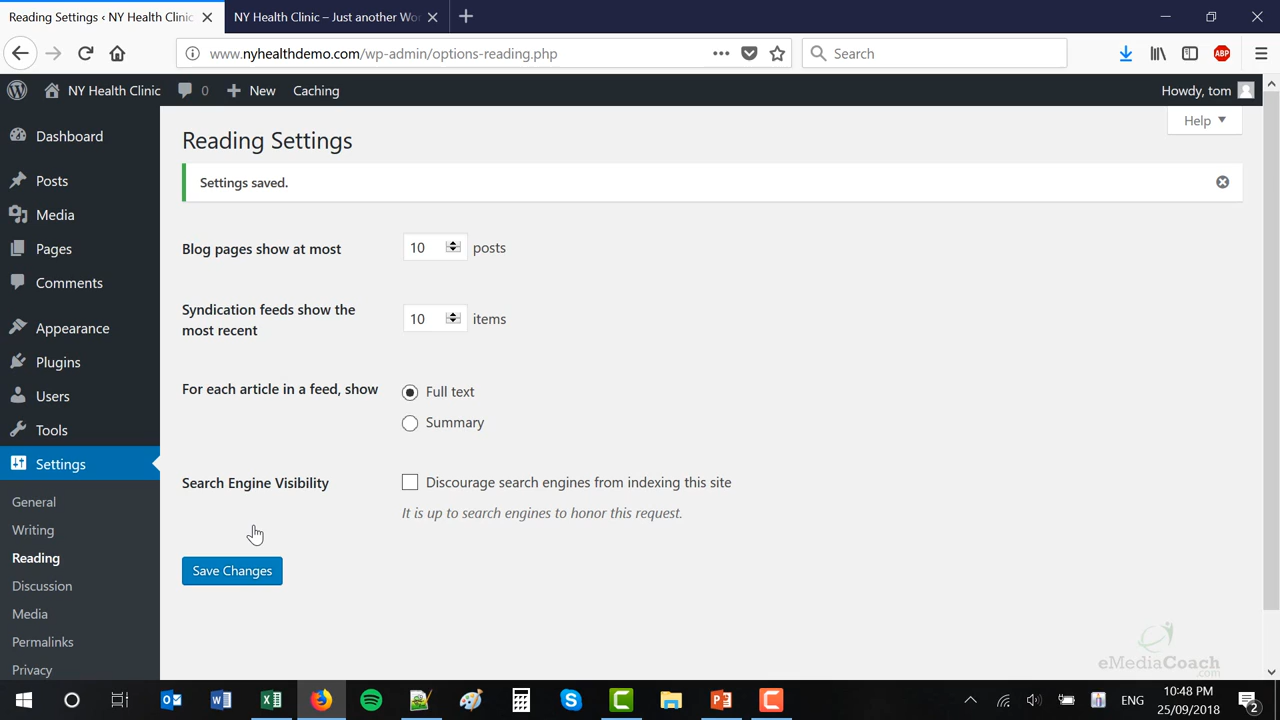 Reading Settings ‹ NY Health Clinic
NY Health Clinic – Just another Wo
www.nyhealthdemo.com/wp-admin/options-reading.php
Search
ABP
NY Health Clinic
0
New
Caching
Howdy, tom
Help
Dashboard
Posts
Media
Pages
Comments
Appearance
Plugins
Users
Tools
Settings
General
Writing
Reading
Discussion
Media
Permalinks
Privacy
Reading Settings
Settings saved.
Blog pages show at most
10
posts
Syndication feeds show the
most recent
10
items
For each article in a feed, show
Full text
Summary
Search Engine Visibility
Discourage search engines from indexing this site
It is up to search engines to honor this request.
Save Changes
eMediaCoach
.com
ENG
10:48 PM
25/09/2018
2